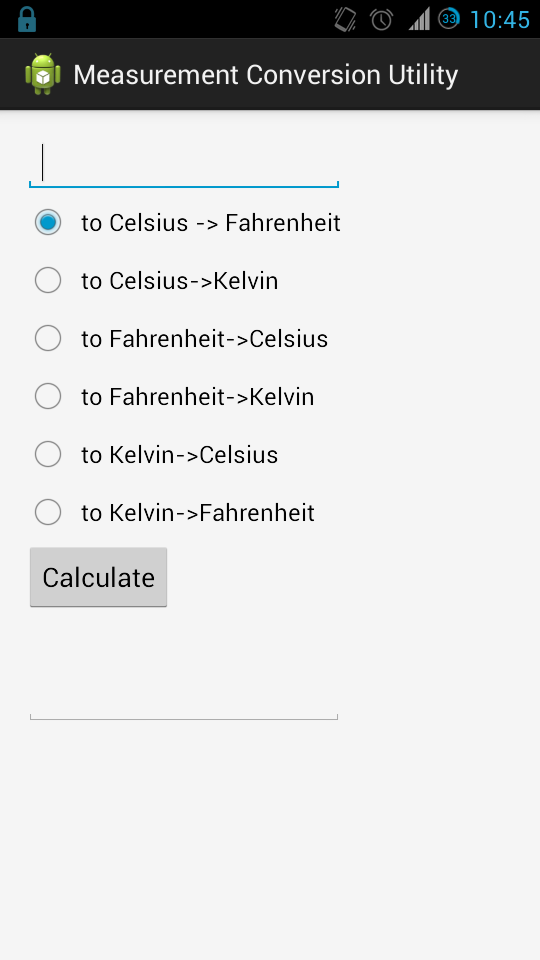 33 10:45
Measurement Conversion Utility
to Celsius -> Fahrenheit
to Celsius->Kelvin
to Fahrenheit->Celsius
to Fahrenheit->Kelvin
to Kelvin->Celsius
to Kelvin->Fahrenheit
Calculate